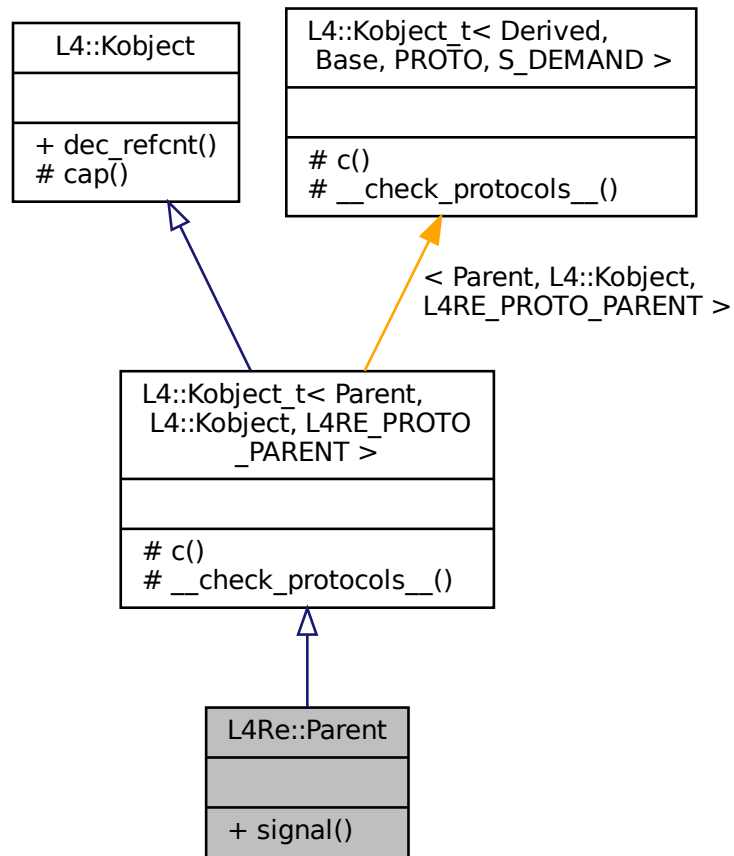 L4::Kobject
+ dec_refcnt()
# cap()
L4::Kobject_t< Derived,
Base, PROTO, S_DEMAND >
# c()
# __check_protocols__()
< Parent, L4::Kobject,
L4RE_PROTO_PARENT >
L4::Kobject_t< Parent,
L4::Kobject, L4RE_PROTO
_PARENT >
# c()
# __check_protocols__()
L4Re::Parent
+ signal()